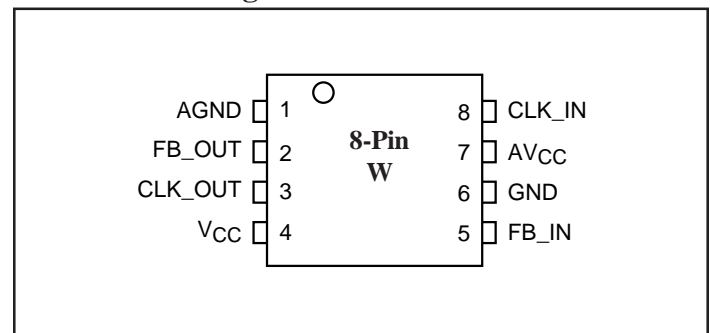 g
AGND 1 8 CLK_IN
8-Pin
FB_OUT 2 7 AVCC
W
CLK_OUT 3 6 GND
VCC 4 5 FB_IN